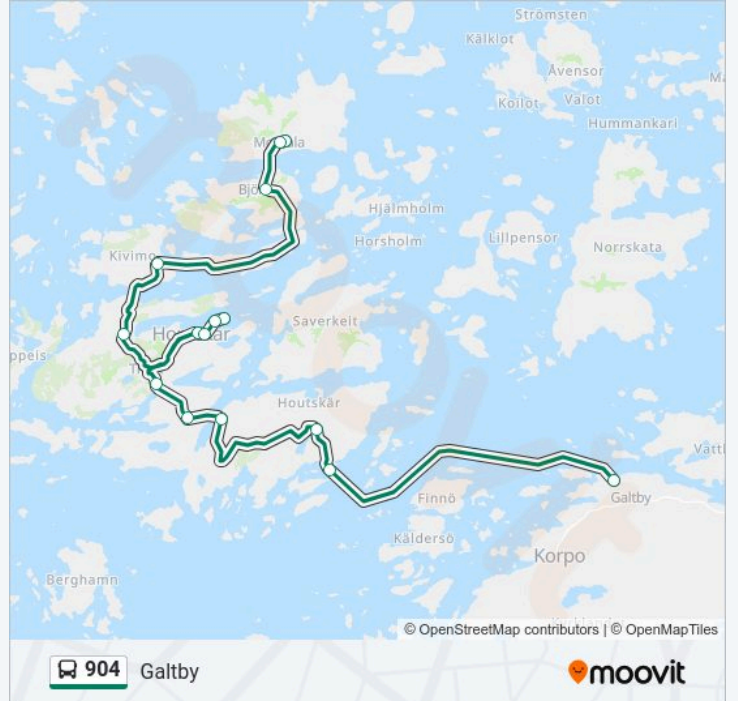 Strömsten
Kälklot
Åvensor
Koilot
Välot
Hummankari
Hjälmholm
Horsholm
Lillpensor
Norrskata
Kivimo
Saverkeit
Houtskär
Finnö
Galtby
Käldersö
Korpo
Berghamn
© OpenStreetMap contributors | © OpenMapTiles
904 Galtby
moovit